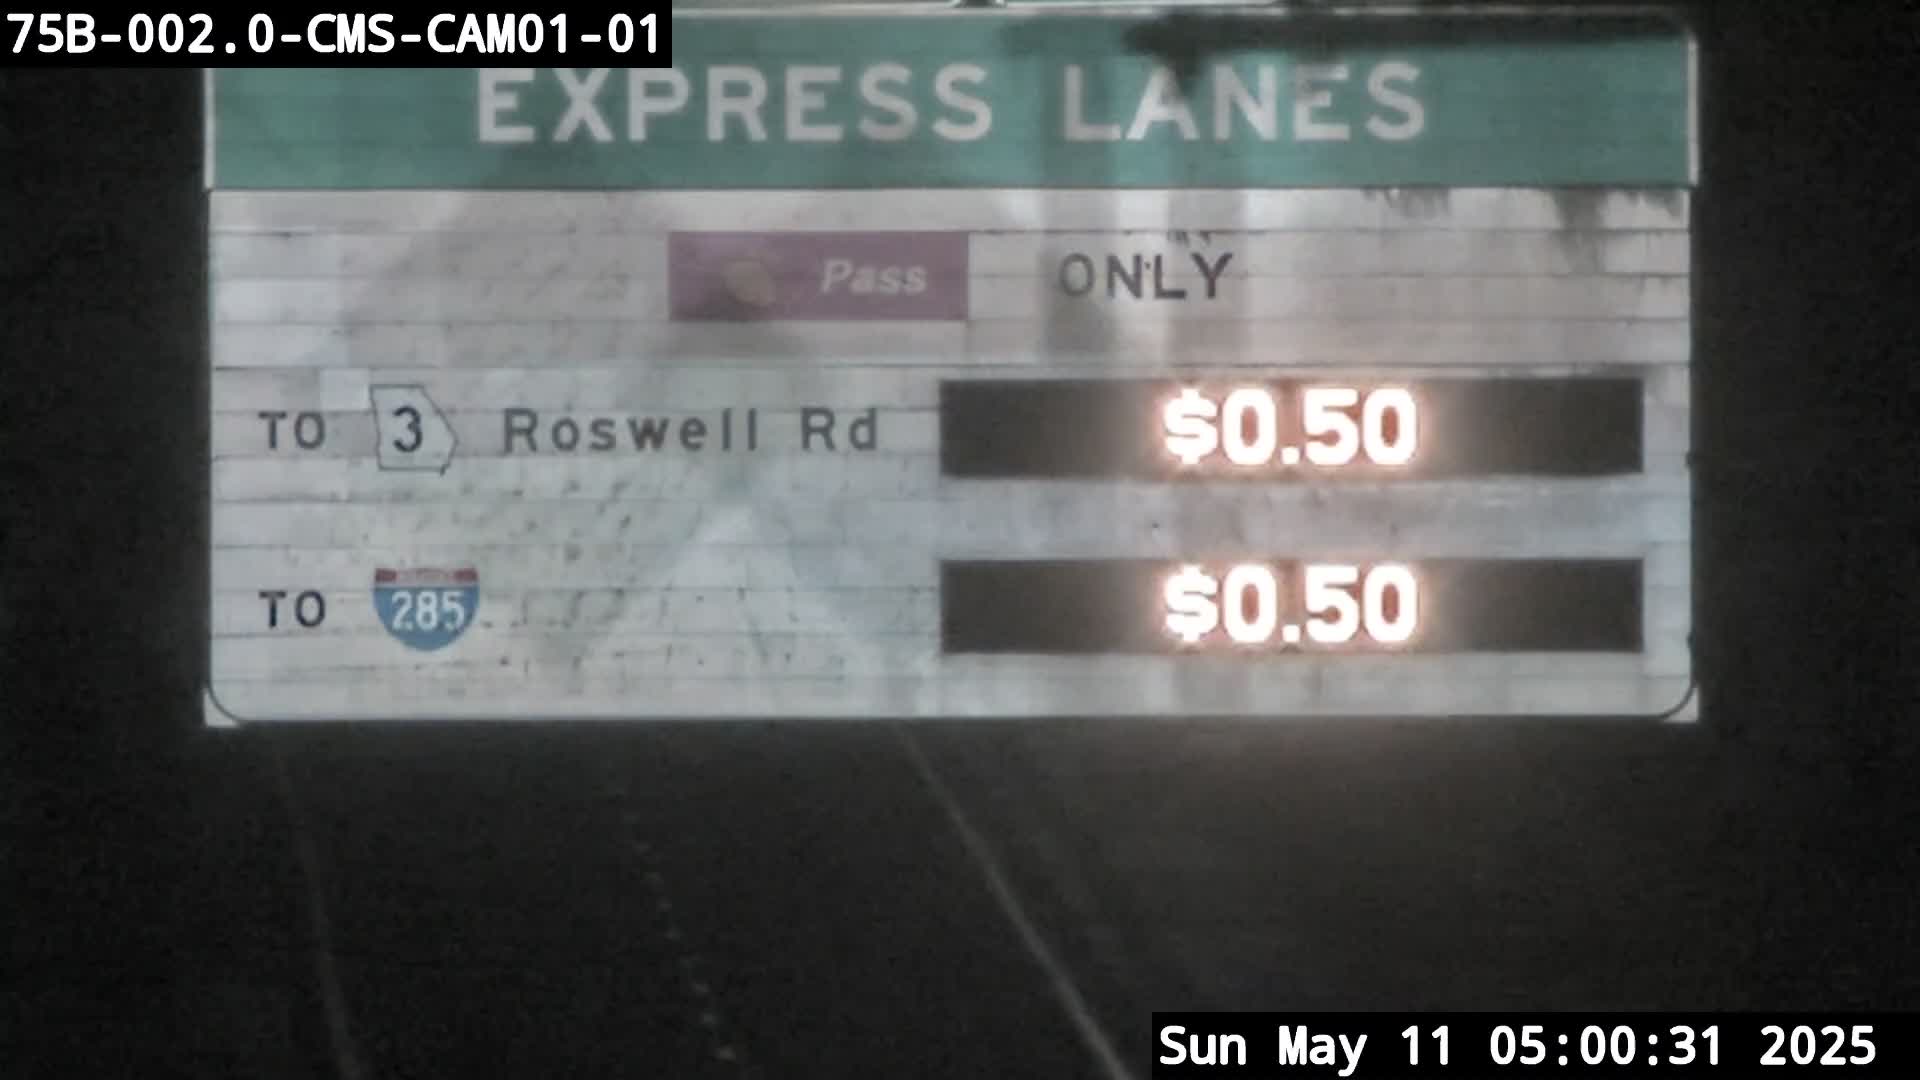 75B-002.0-CMS-CAM01-01
EXPRESS LANES
Pass ONLY
TO 3 Roswell Rd $0.50
TO 285 $0.50
Sun May 11 05:00:31 2025